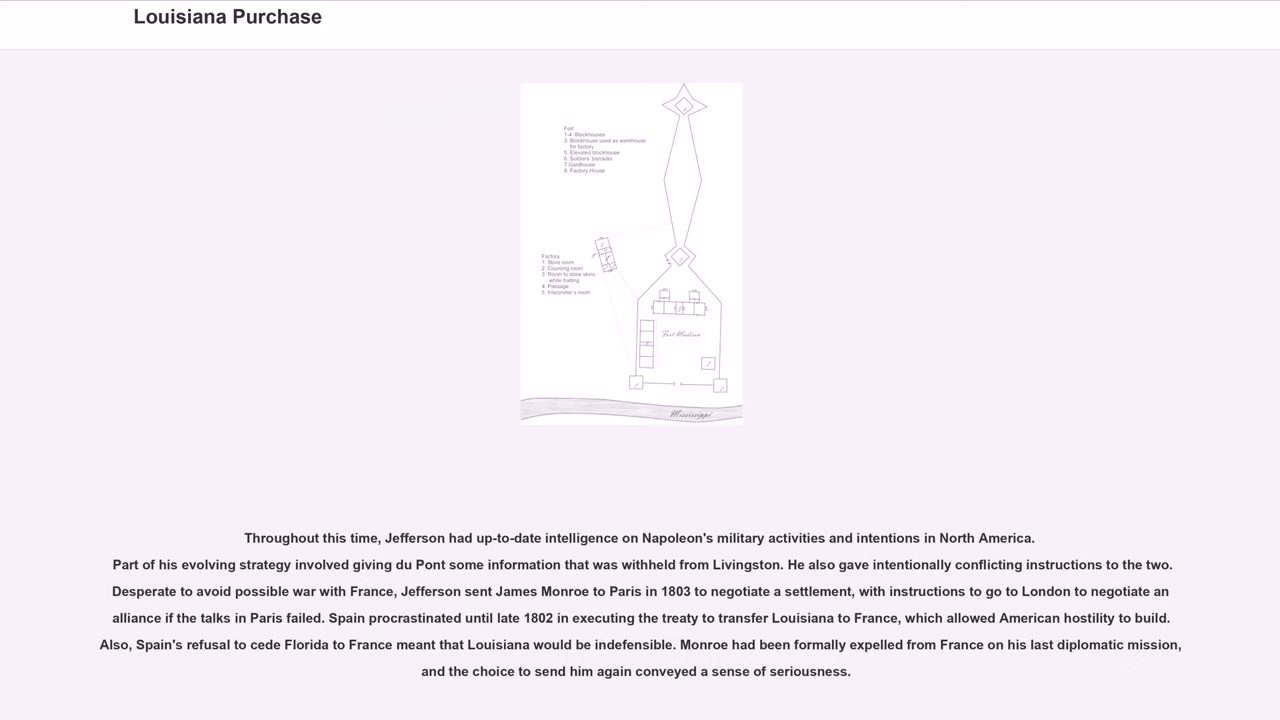 Louisiana Purchase
Fort
1-4. Blockhouses
3. Blockhouse used as warehouse
for factory
5. Elevated blockhouse
6. Soldiers' barracks
7. Gardhouse
8. Factory House
Factory
1. Store room
2. Counting room
3. Room to store skins
while trading
4. Passage
5. Interpreter's room
Fort Madison
Mississippi
Throughout this time, Jefferson had up-to-date intelligence on Napoleon's military activities and intentions in North America.
Part of his evolving strategy involved giving du Pont some information that was withheld from Livingston. He also gave intentionally conflicting instructions to the two.
Desperate to avoid possible war with France, Jefferson sent James Monroe to Paris in 1803 to negotiate a settlement, with instructions to go to London to negotiate an
alliance if the talks in Paris failed. Spain procrastinated until late 1802 in executing the treaty to transfer Louisiana to France, which allowed American hostility to build.
Also, Spain's refusal to cede Florida to France meant that Louisiana would be indefensible. Monroe had been formally expelled from France on his last diplomatic mission,
and the choice to send him again conveyed a sense of seriousness.